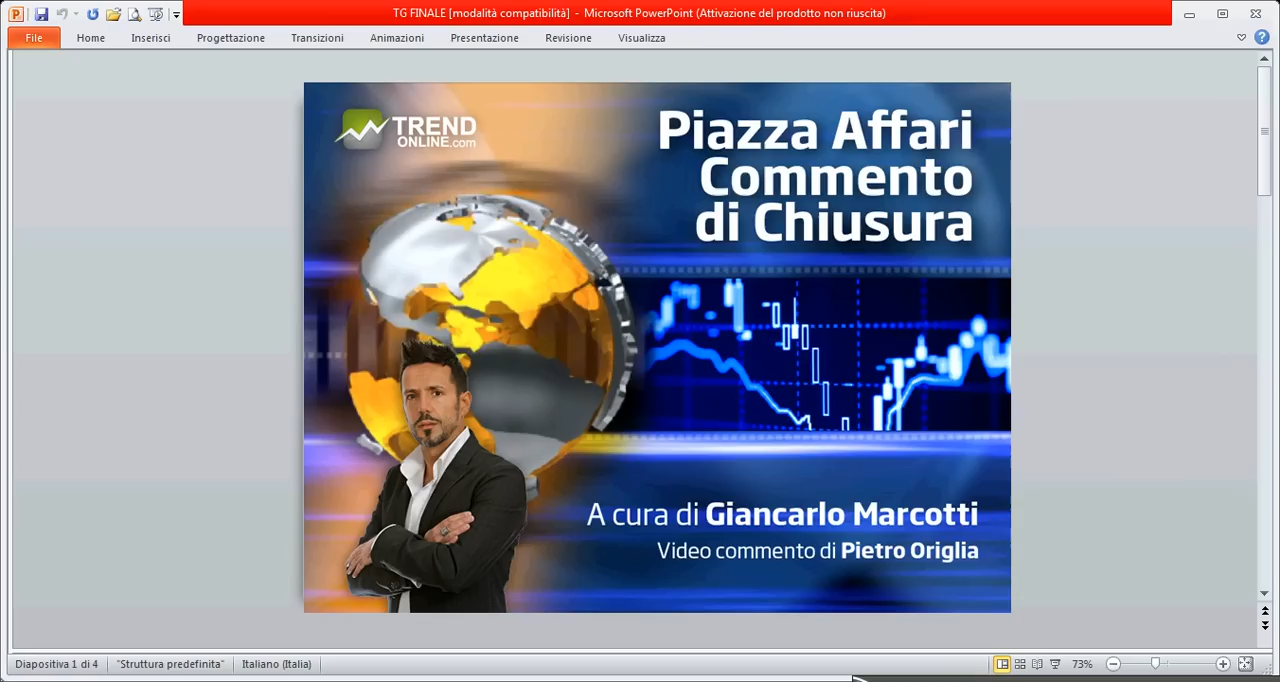 TG FINALE [modalità compatibilità] - Microsoft PowerPoint (Attivazione del prodotto non riuscita)
File Home Inserisci Progettazione Transizioni Animazioni Presentazione Revisione Visualizza
TREND
ONLINE.com
Piazza Affari
Commento
di Chiusura
A cura di Giancarlo Marcotti
Video commento di Pietro Origlia
Diapositiva 1 di 4 "Struttura predefinita" Italiano (Italia) 73%